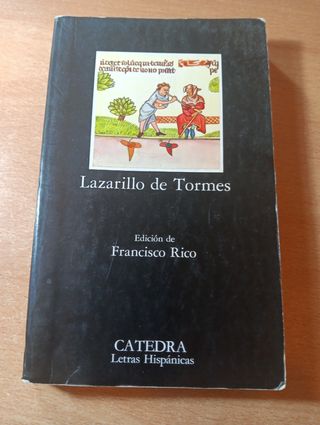 Lazarillo de Tormes
Edición de
Francisco Rico
CATEDRA
Letras Hispánicas